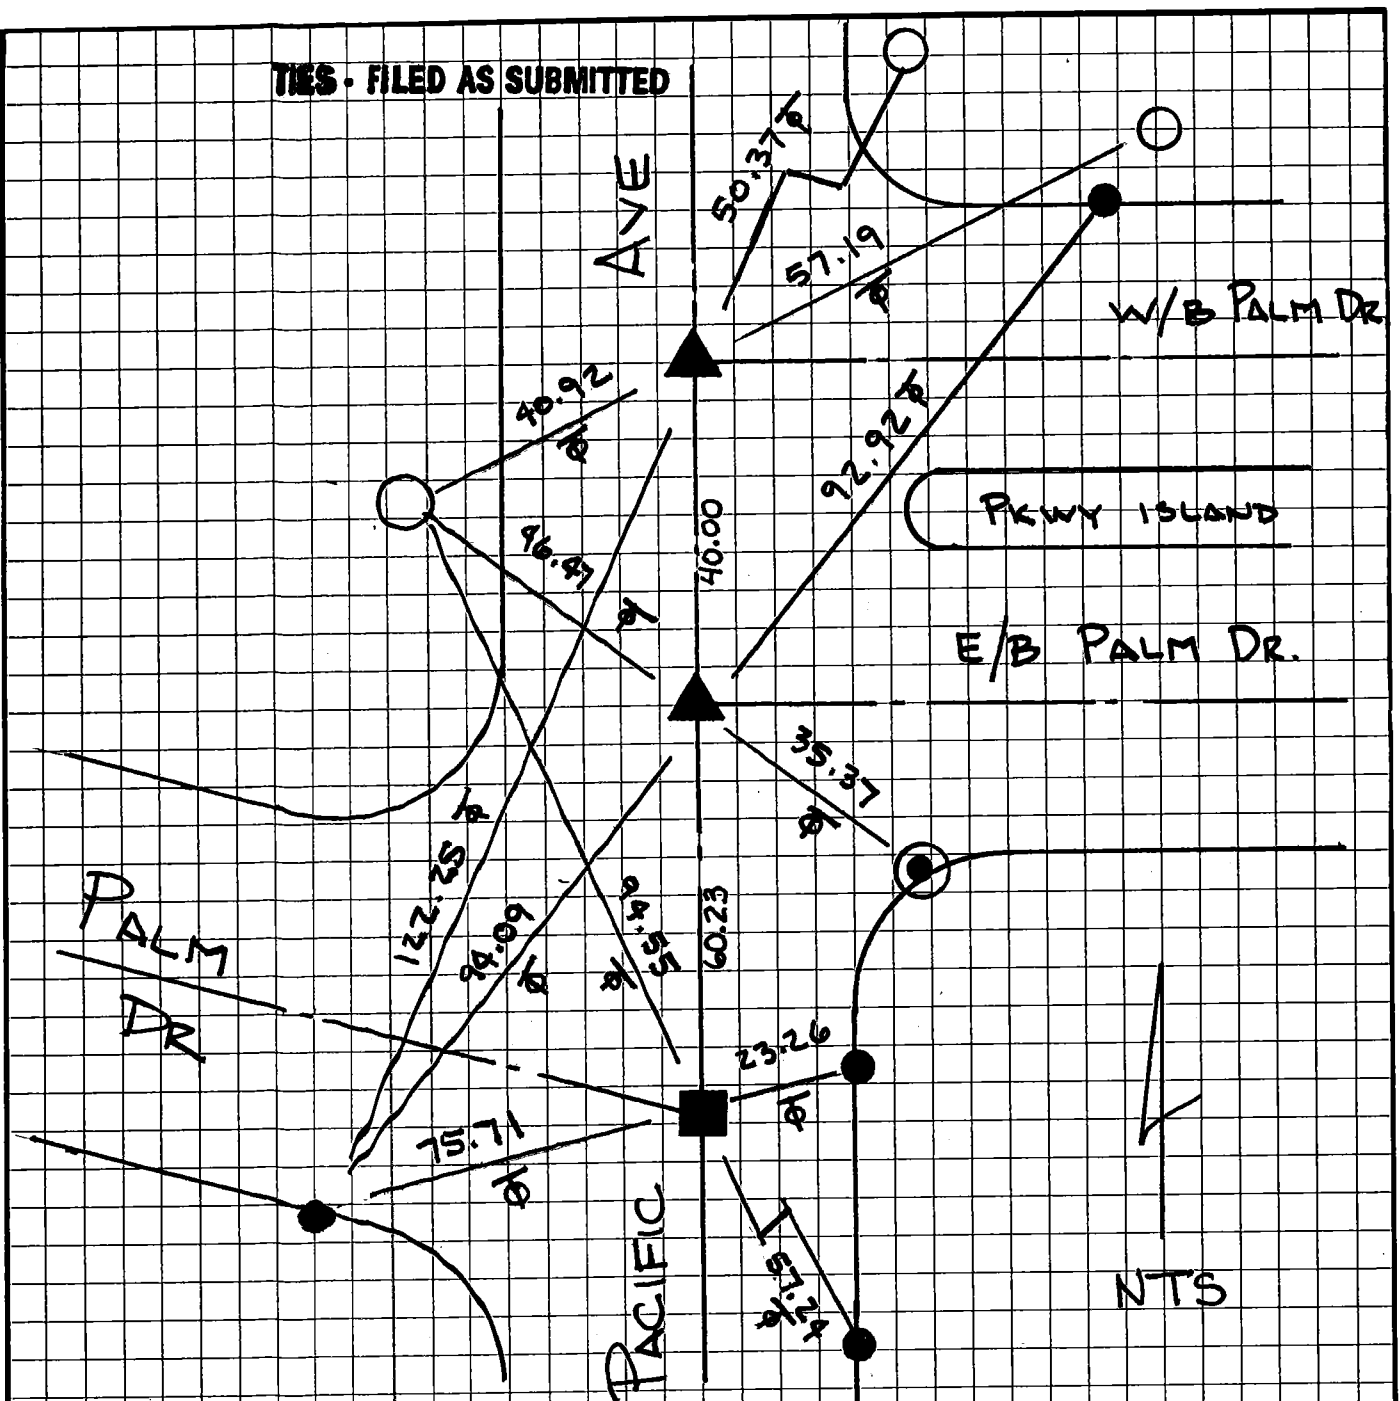 TIES - FILED AS SUBMITTED
AVE
50.37
57.19
W/B PALM DR
40.92
92.92
PKWY ISLAND
40.00
E/B PALM DR.
35.37
122.25
94.09
94.55
60.23
PALM
DR
23.26
75.71
PACIFIC
57.24
NTS